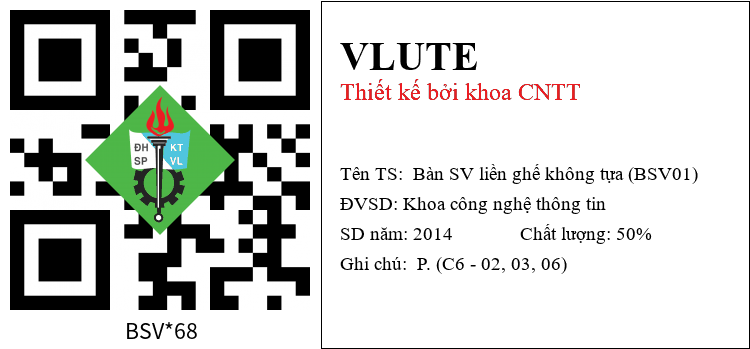 ĐH KT
SP VL
BSV*68
VLUTE
Thiết kế bởi khoa CNTT
Tên TS: Bàn SV liền ghế không tựa (BSV01)
ĐVSD: Khoa công nghệ thông tin
SD năm: 2014 Chất lượng: 50%
Ghi chú: P. (C6 - 02, 03, 06)